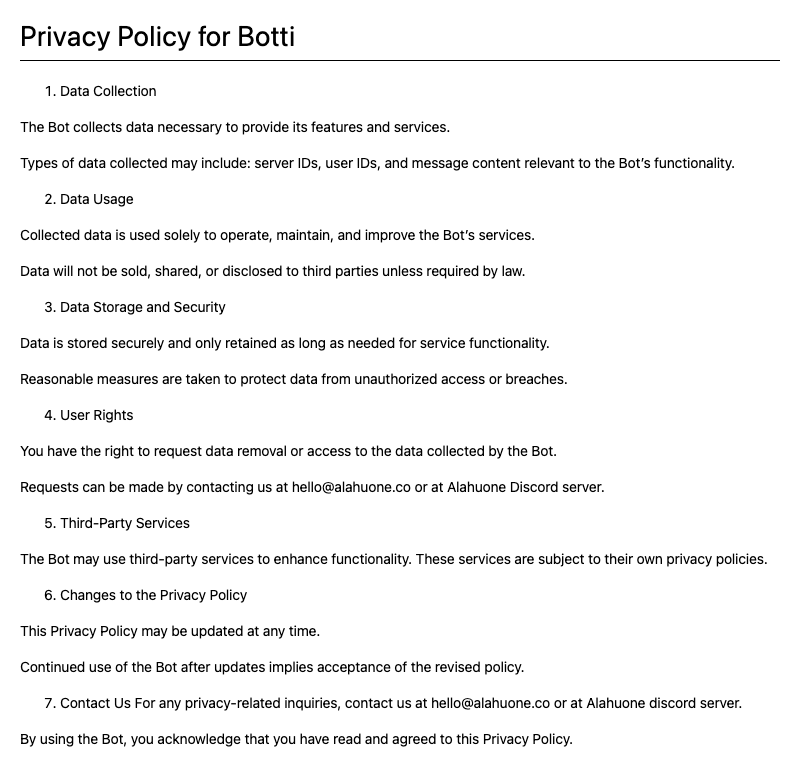 Privacy Policy for Botti
1. Data Collection
The Bot collects data necessary to provide its features and services.
Types of data collected may include: server IDs, user IDs, and message content relevant to the Bot’s functionality.
2. Data Usage
Collected data is used solely to operate, maintain, and improve the Bot’s services.
Data will not be sold, shared, or disclosed to third parties unless required by law.
3. Data Storage and Security
Data is stored securely and only retained as long as needed for service functionality.
Reasonable measures are taken to protect data from unauthorized access or breaches.
4. User Rights
You have the right to request data removal or access to the data collected by the Bot.
Requests can be made by contacting us at hello@alahuone.co or at Alahuone Discord server.
5. Third-Party Services
The Bot may use third-party services to enhance functionality. These services are subject to their own privacy policies.
6. Changes to the Privacy Policy
This Privacy Policy may be updated at any time.
Continued use of the Bot after updates implies acceptance of the revised policy.
7. Contact Us For any privacy-related inquiries, contact us at hello@alahuone.co or at Alahuone discord server.
By using the Bot, you acknowledge that you have read and agreed to this Privacy Policy.